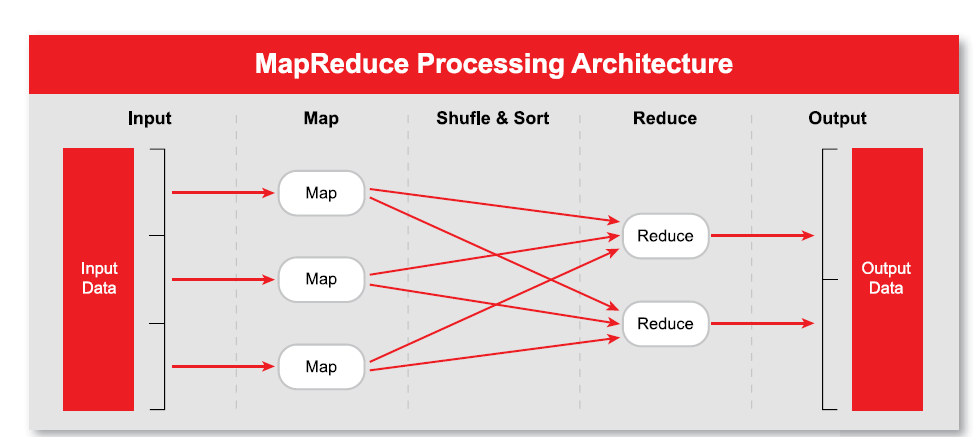 MapReduce Processing Architecture
Input
Map
Shufle & Sort
Reduce
Output
Map
Map
Map
Input
Data
Reduce
Reduce
Output
Data